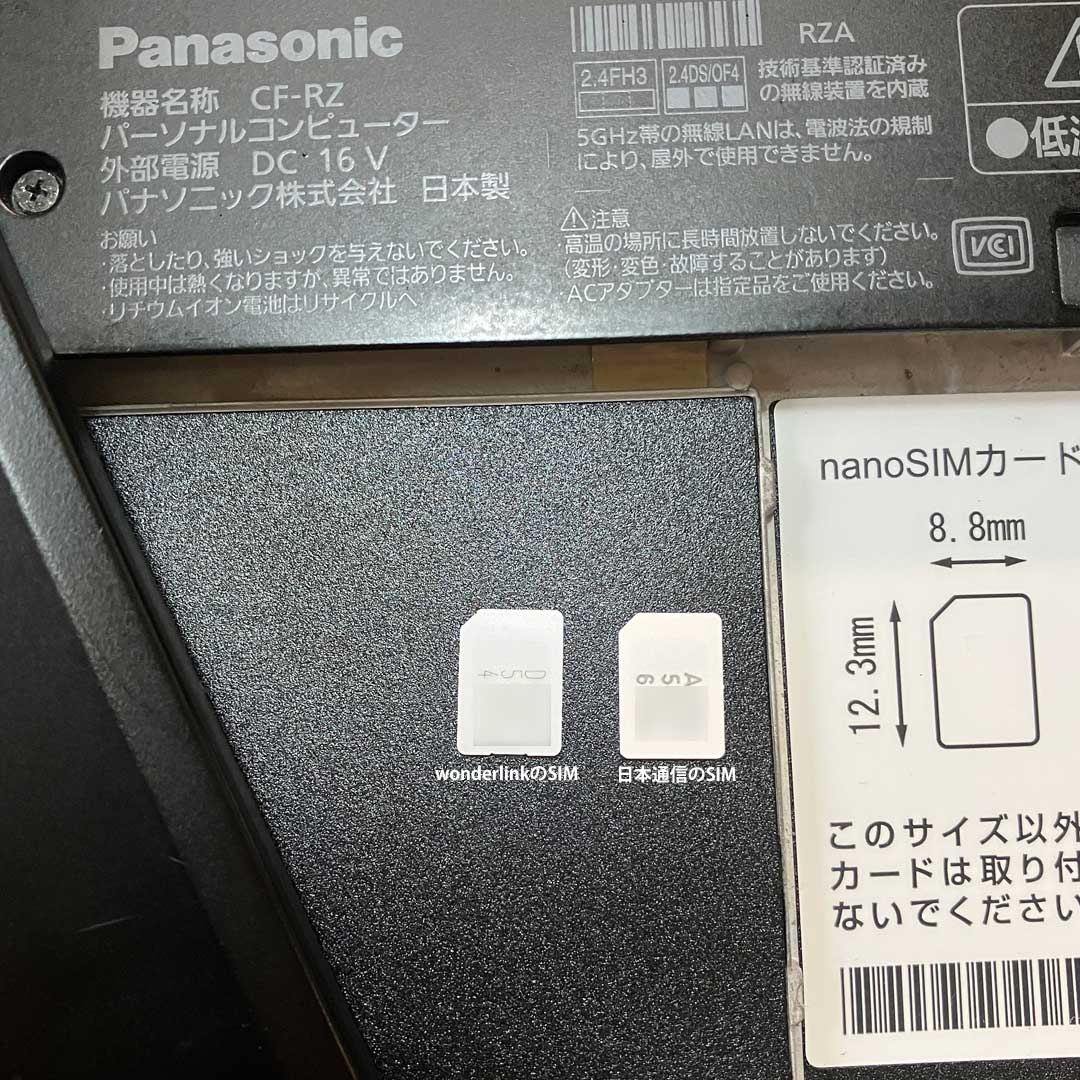 Panasonic
機器名称 CF-RZ
パーソナルコンピューター
外部電源 DC 16 V
パナソニック株式会社 日本製
お願い
・落としたり、強いショックを与えないでください。
・使用中は熱くなりますが、異常ではありません。
・リチウムイオン電池はリサイクルへ
RZA
2.4FH3
2.4DS/OF4
技術基準認証済み
の無線装置を内蔵
5GHz帯の無線LANは、電波法の規制
により、屋外で使用できません。
注意
・高温の場所に長時間放置しないでください。
(変形・変色・故障することがあります)
ACアダプターは指定品をご使用ください。
VCCI
●低
nanoSIMカード
8.8mm
12.3mm
DS4
A56
wonderlinkのSIM
日本通信のSIM
このサイズ以外
カードは取り付
ないでください